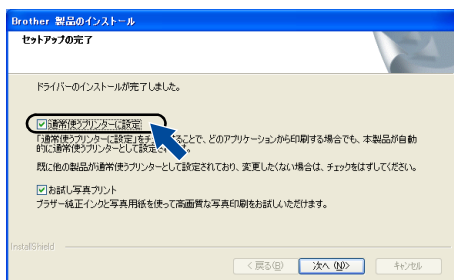 Brother 製品のインストール
セットアップの完了
ドライバーのインストールが完了しました。
通常使うプリンターに設定
「通常使うプリンターに設定」をチ ることで、どのアプリケーションから印刷する場合でも、本製品が自動
的に通常使うプリンターとして設定 ます。
既に他の製品が通常使うプリンターとして設定されており、変更したくない場合は、チェックをはずしてください。
お試し写真プリント
ブラザー純正インクと写真用紙を使って高画質な写真印刷をお試しいただけます。
InstallShield
< 戻る(B)
次へ (N)>
キャンセル